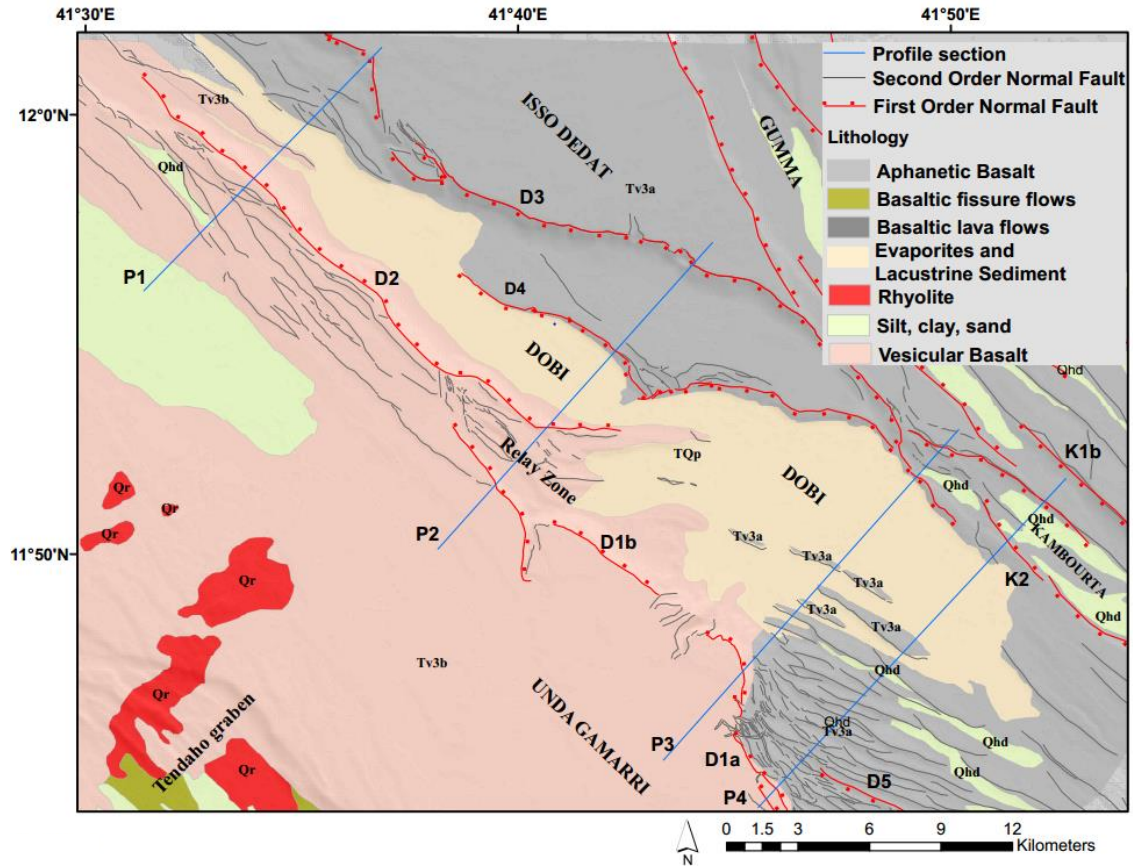 41°30'E
41°40'E
41°50'E
12°0'N
11°50'N
Profile section
Second Order Normal Fault
First Order Normal Fault
Lithology
Aphanetic Basalt
Basaltic fissure flows
Basaltic lava flows
Evaporites and
Lacustrine Sediment
Rhyolite
Silt, clay, sand
Vesicular Basalt
Tv3b
ISSO DEDAT
GUMMA
Qhd
Tv3a
D3
P1
D2
D4
DOBI
Qhd
K1b
Relay Zone
TQp
DOBI
Qhd
Qhd
KAMBOURTA
Qr
Qr
Qr
P2
D1b
Tv3a
Tv3a
Tv3a
K2
Qr
Tv3a
Tv3a
Qhd
Tv3b
Qhd
Qr
UNDA GAMARRI
Tendaho graben
Qhd
Tv3a
Qhd
P3
D1a
Qr
Qhd
D5
P4
N
0 1.5 3 6 9 12
Kilometers